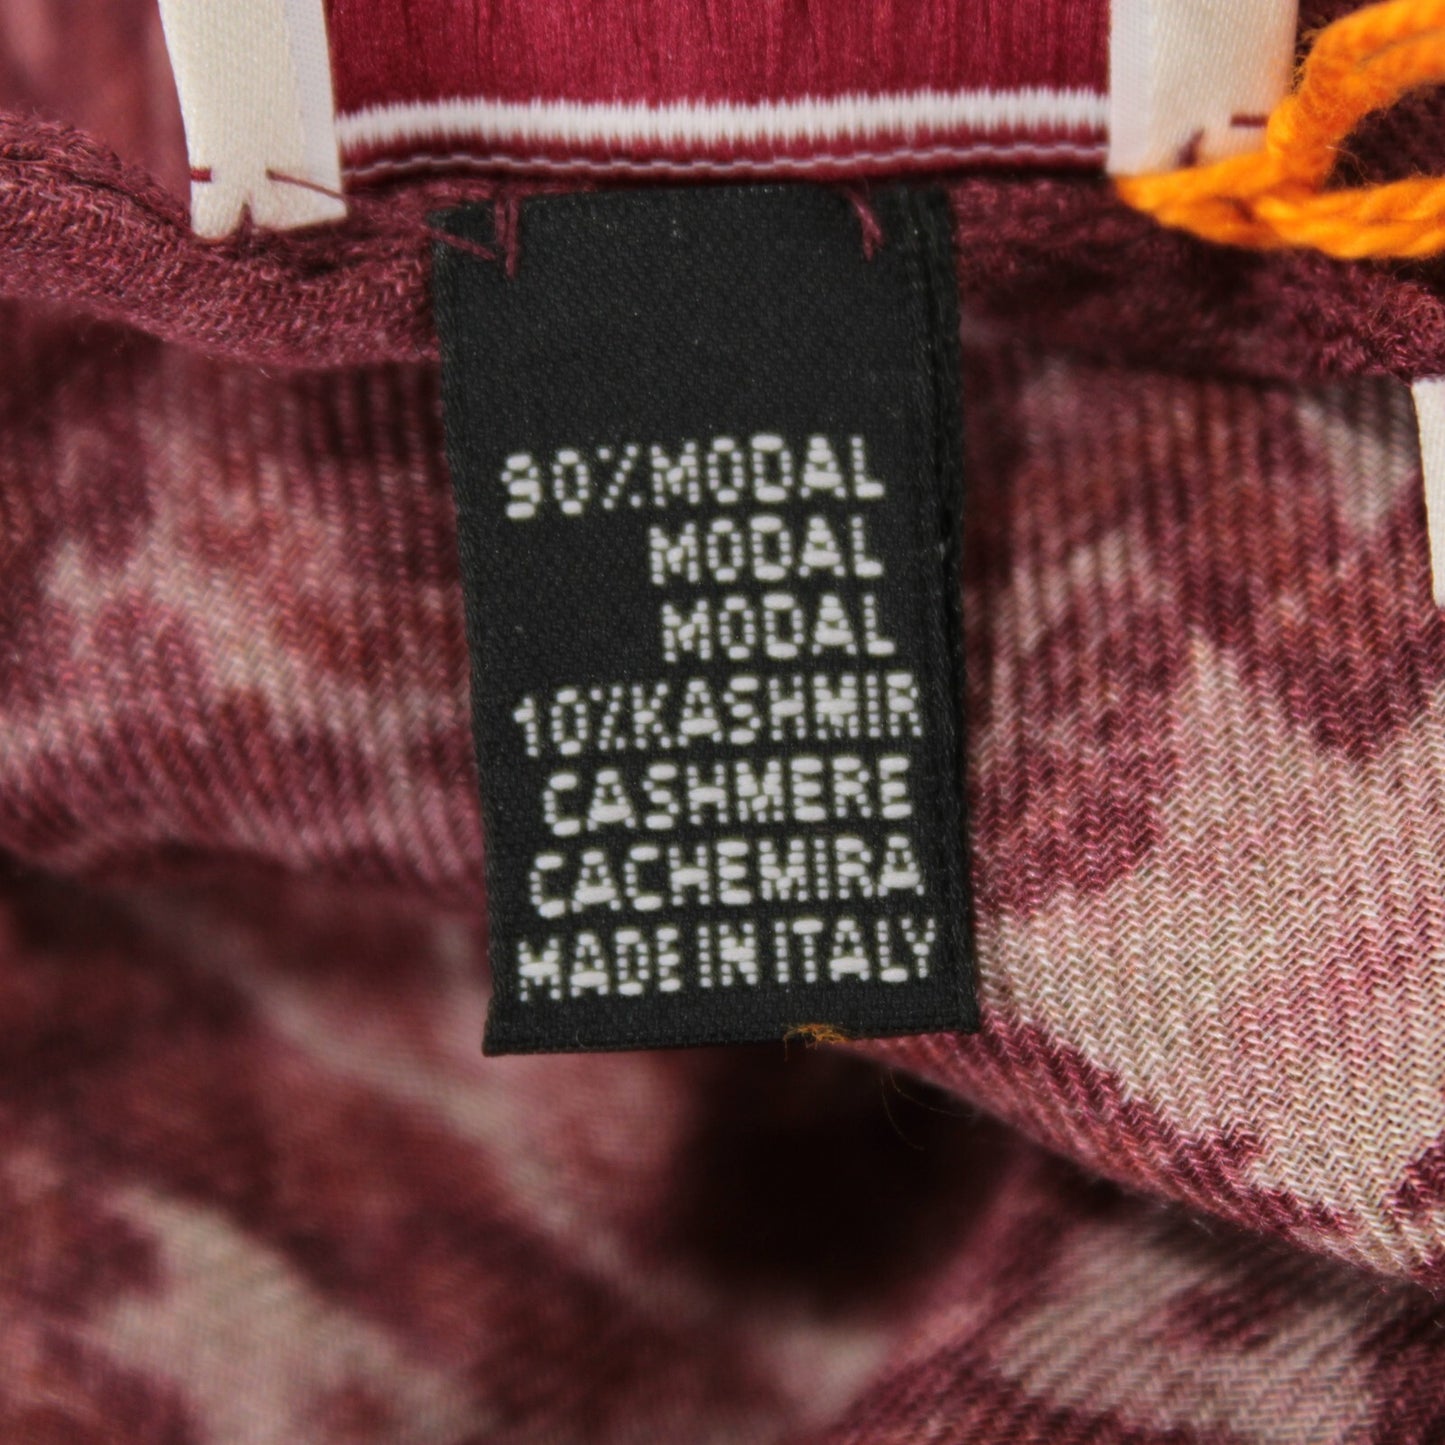 90%MODAL
MODAL
MODAL
10%KASHMIR
CASHMERE
CACHEMIRA
MADE IN ITALY